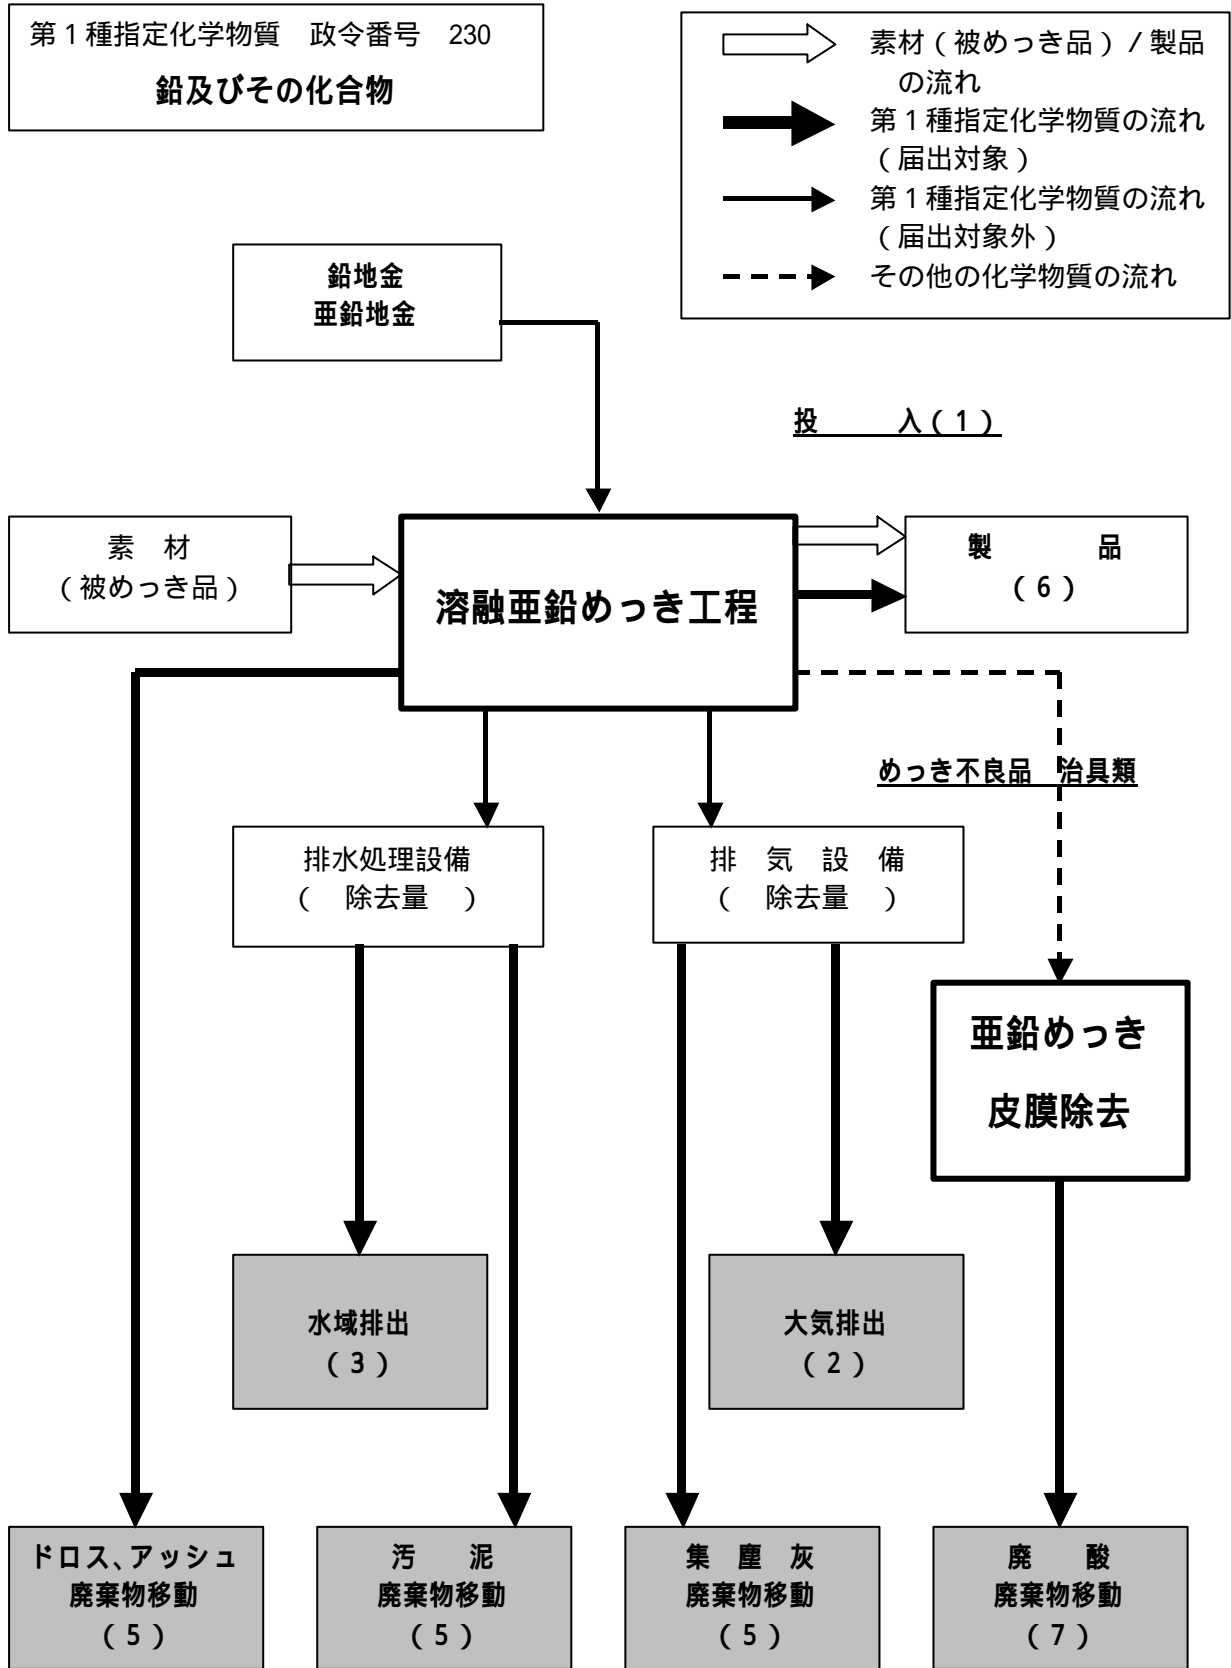 第１種指定化学物質　政令番号　230
鉛及びその化合物
素材（被めっき品）/ 製品
の流れ
第１種指定化学物質の流れ
（届出対象）
第１種指定化学物質の流れ
（届出対象外）
その他の化学物質の流れ
鉛地金
亜鉛地金
投　　　入（１）
素　材
（被めっき品）
溶融亜鉛めっき工程
製　　　　品
（６）
めっき不良品　治具類
排水処理設備
（　除去量　）
排　気　設　備
（　除去量　）
亜鉛めっき
皮膜除去
水域排出
（３）
大気排出
（２）
ドロス、アッシュ
廃棄物移動
（５）
汚　　泥
廃棄物移動
（５）
集　塵　灰
廃棄物移動
（５）
廃　　酸
廃棄物移動
（７）